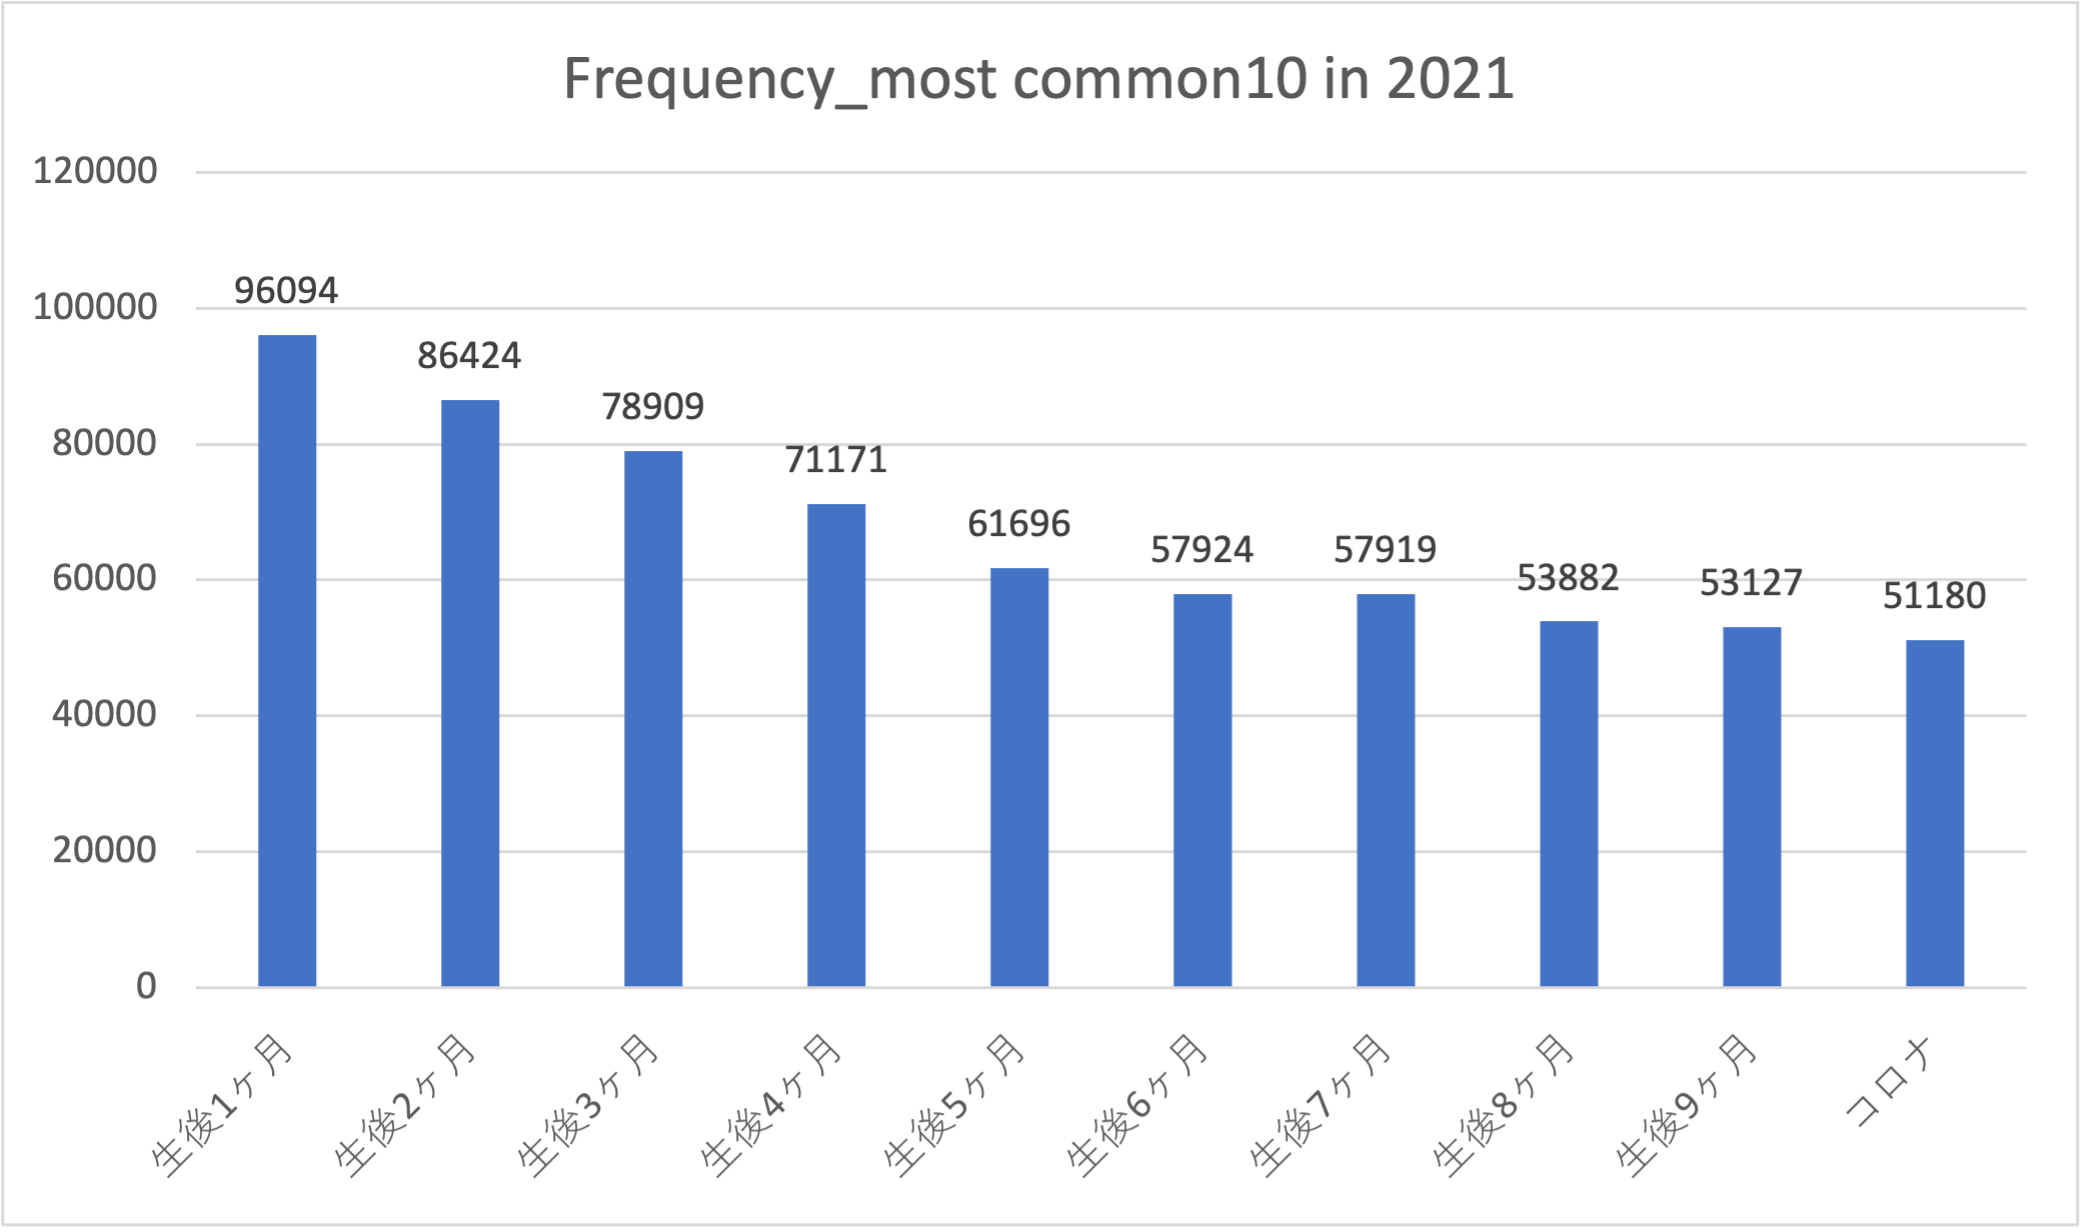 Frequency_most common10 in 2021
120000
100000
80000
60000
40000
20000
0
96094
86424
78909
71171
61696
57924
57919
53882
53127
51180
生後1ヶ月
生後2ヶ月
生後3ヶ月
生後4ヶ月
生後5ヶ月
生後6ヶ月
生後7ヶ月
生後8ヶ月
生後9ヶ月
コロナ